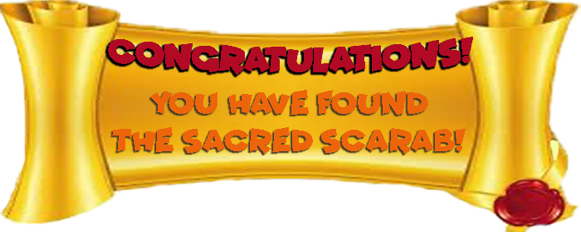 CONGRATULATIONS!
YOU HAVE FOUND
THE SACRED SCARAB!